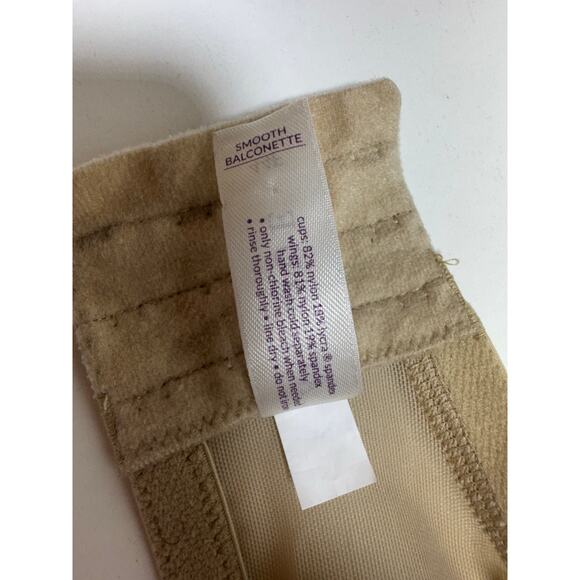 SMOOTH
BALCONETTE
cups: 82% nylon 18% lycra ® spandex
wings: 81% nylon 19% spandex
hand wash cold separately
• only non-chlorine bleach when needed
• rinse thoroughly • line dry • do not iron